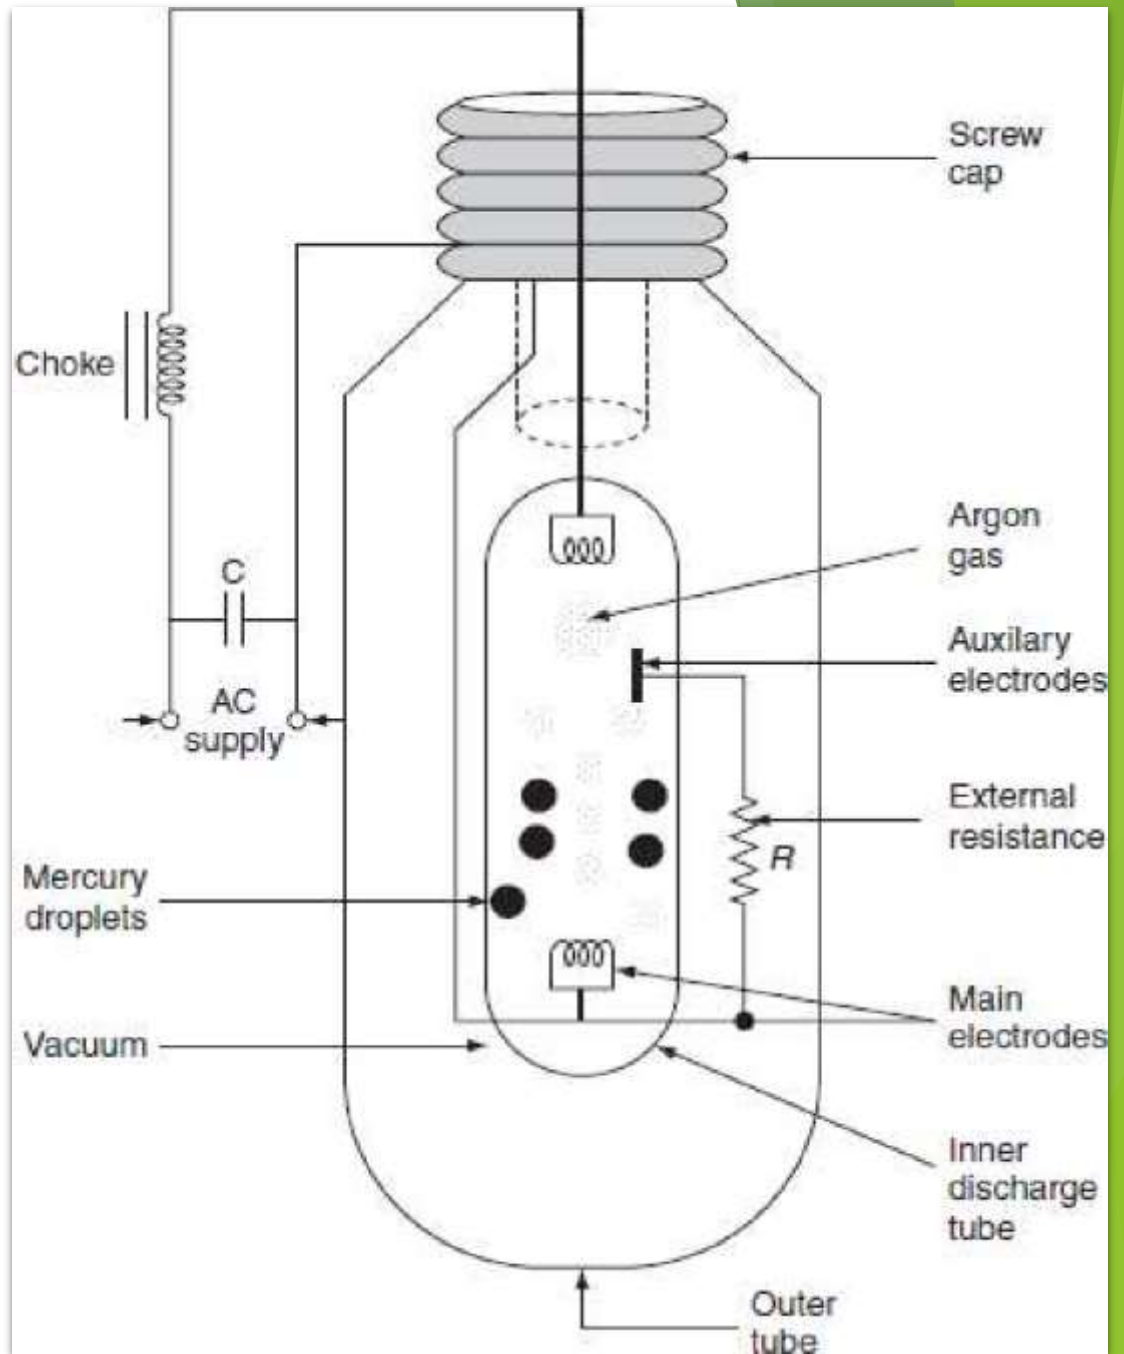 Screw
cap
Choke
Argon
gas
C
Auxilary
electrodes
AC
supply
External
resistance
R
Mercury
droplets
Main
electrodes
Vacuum
Inner
discharge
tube
Outer
tube